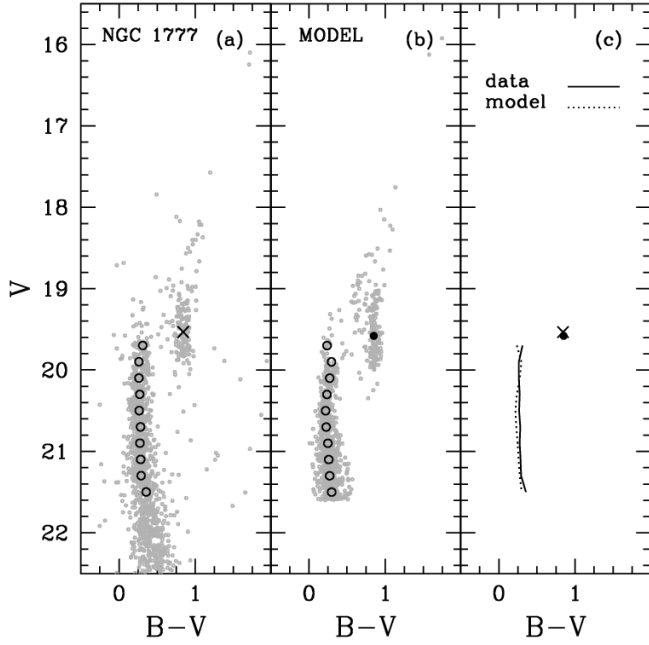 NGC 1777 (a)
MODEL (b)
(c)
data
model
16
17
18
19
20
21
22
V
0 1
0 1
0 1
B-V
B-V
B-V